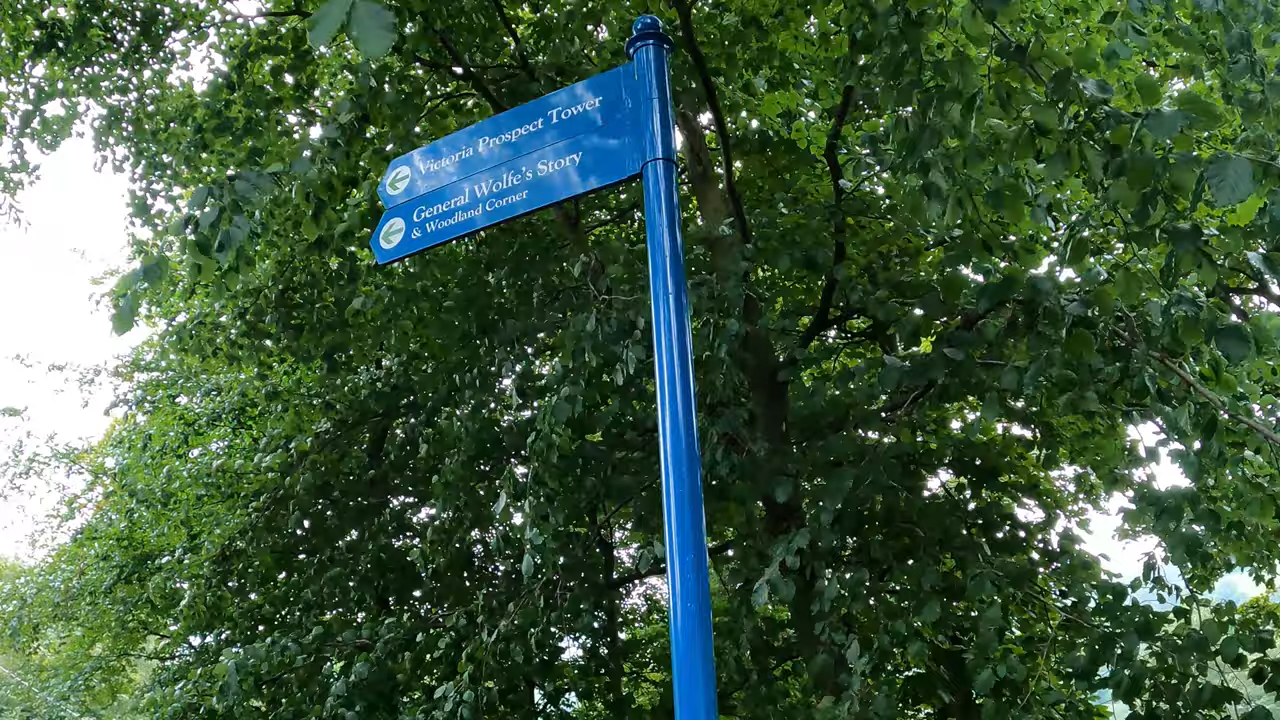 Victoria Prospect Tower
General Wolfe's Story
& Woodland Corner